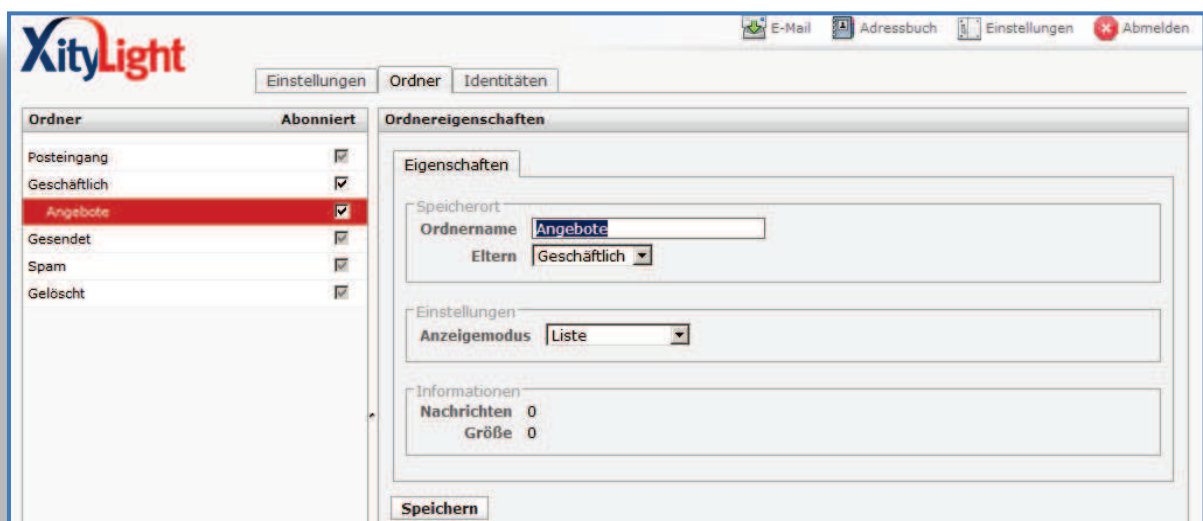 XityLight
E-Mail Adressbuch Einstellungen Abmelden
Einstellungen Ordner Identitäten
Ordner Abonniert
Posteingang
Geschäftlich
Angebote
Gesendet
Spam
Gelöscht
Ordnereigenschaften
Eigenschaften
Speicherort
Ordnername Angebote
Eltern Geschäftlich
Einstellungen
Anzeigemodus Liste
Informationen
Nachrichten 0
Größe 0
Speichern